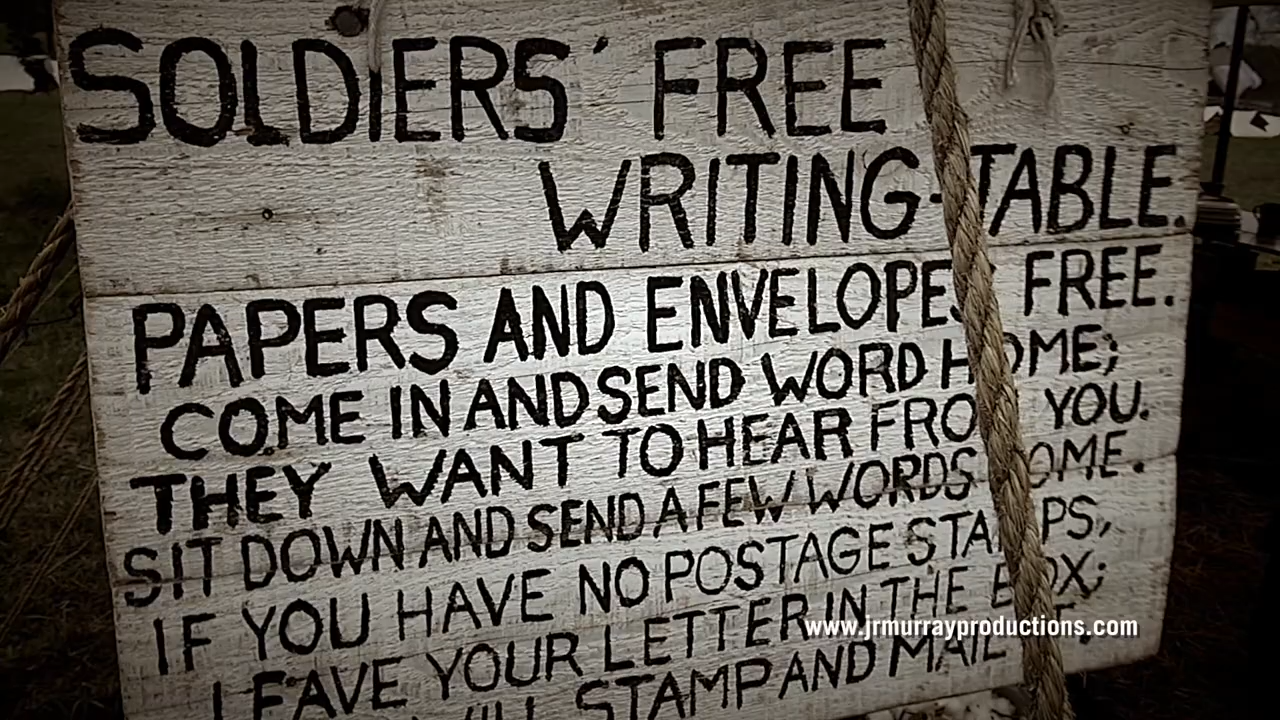 SOLDIERS' FREE
WRITING-TABLE.
PAPERS AND ENVELOPES FREE.
COME IN AND SEND WORD HOME;
THEY WANT TO HEAR FROM YOU.
SIT DOWN AND SEND A FEW WORDS HOME.
IF YOU HAVE NO POSTAGE STAMPS,
LEAVE YOUR LETTER IN THE BOX;
WILL STAMP AND MAIL IT.
www.jrmurrayproductions.com